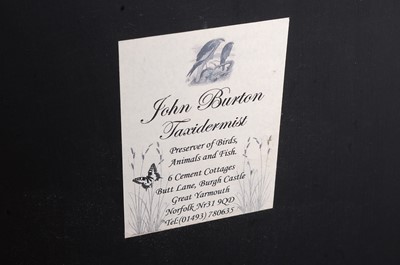 John Burton
Taxidermist
Preserver of Birds,
Animals and Fish.
6 Cement Cottages
Butt Lane, Burgh Castle
Great Yarmouth
Norfolk Nr31 9QD
Tel:(01493) 780635